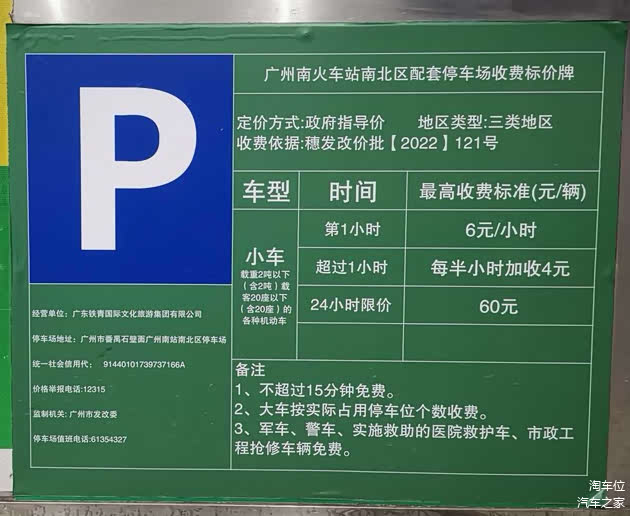 P
广州南火车站南北区配套停车场收费标价牌
定价方式:政府指导价 地区类型:三类地区
收费依据:穗发改价批【2022】121号
车型 时间 最高收费标准(元/辆)
小车
载重2吨以下
（含2吨）载
客20座以下
（含20座）的
各种机动车
第1小时 6元/小时
超过1小时 每半小时加收4元
24小时限价 60元
备注
1、不超过15分钟免费。
2、大车按实际占用停车位个数收费。
3、军车、警车、实施救助的医院救护车、市政工
程抢修车辆免费。
经营单位：广东铁青国际文化旅游集团有限公司
停车场地址：广州市番禺石壁面广州南站南北区停车场
统一社会信用代： 91440101739737166A
价格举报电话:12315
监制机关: 广州市发改委
停车场值班电话:61354327
淘车位
汽车之家